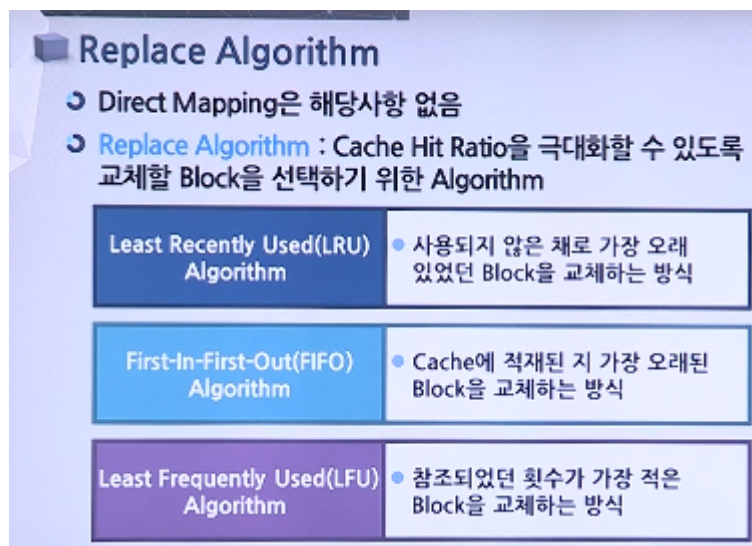 Replace Algorithm
Direct Mapping은 해당사항 없음
Replace Algorithm : Cache Hit Ratio을 극대화할 수 있도록
교체할 Block을 선택하기 위한 Algorithm
Least Recently Used(LRU)
Algorithm
사용되지 않은 채로 가장 오래
있었던 Block을 교체하는 방식
First-In-First-Out(FIFO)
Algorithm
Cache에 적재된 지 가장 오래된
Block을 교체하는 방식
Least Frequently Used(LFU)
Algorithm
참조되었던 횟수가 가장 적은
Block을 교체하는 방식